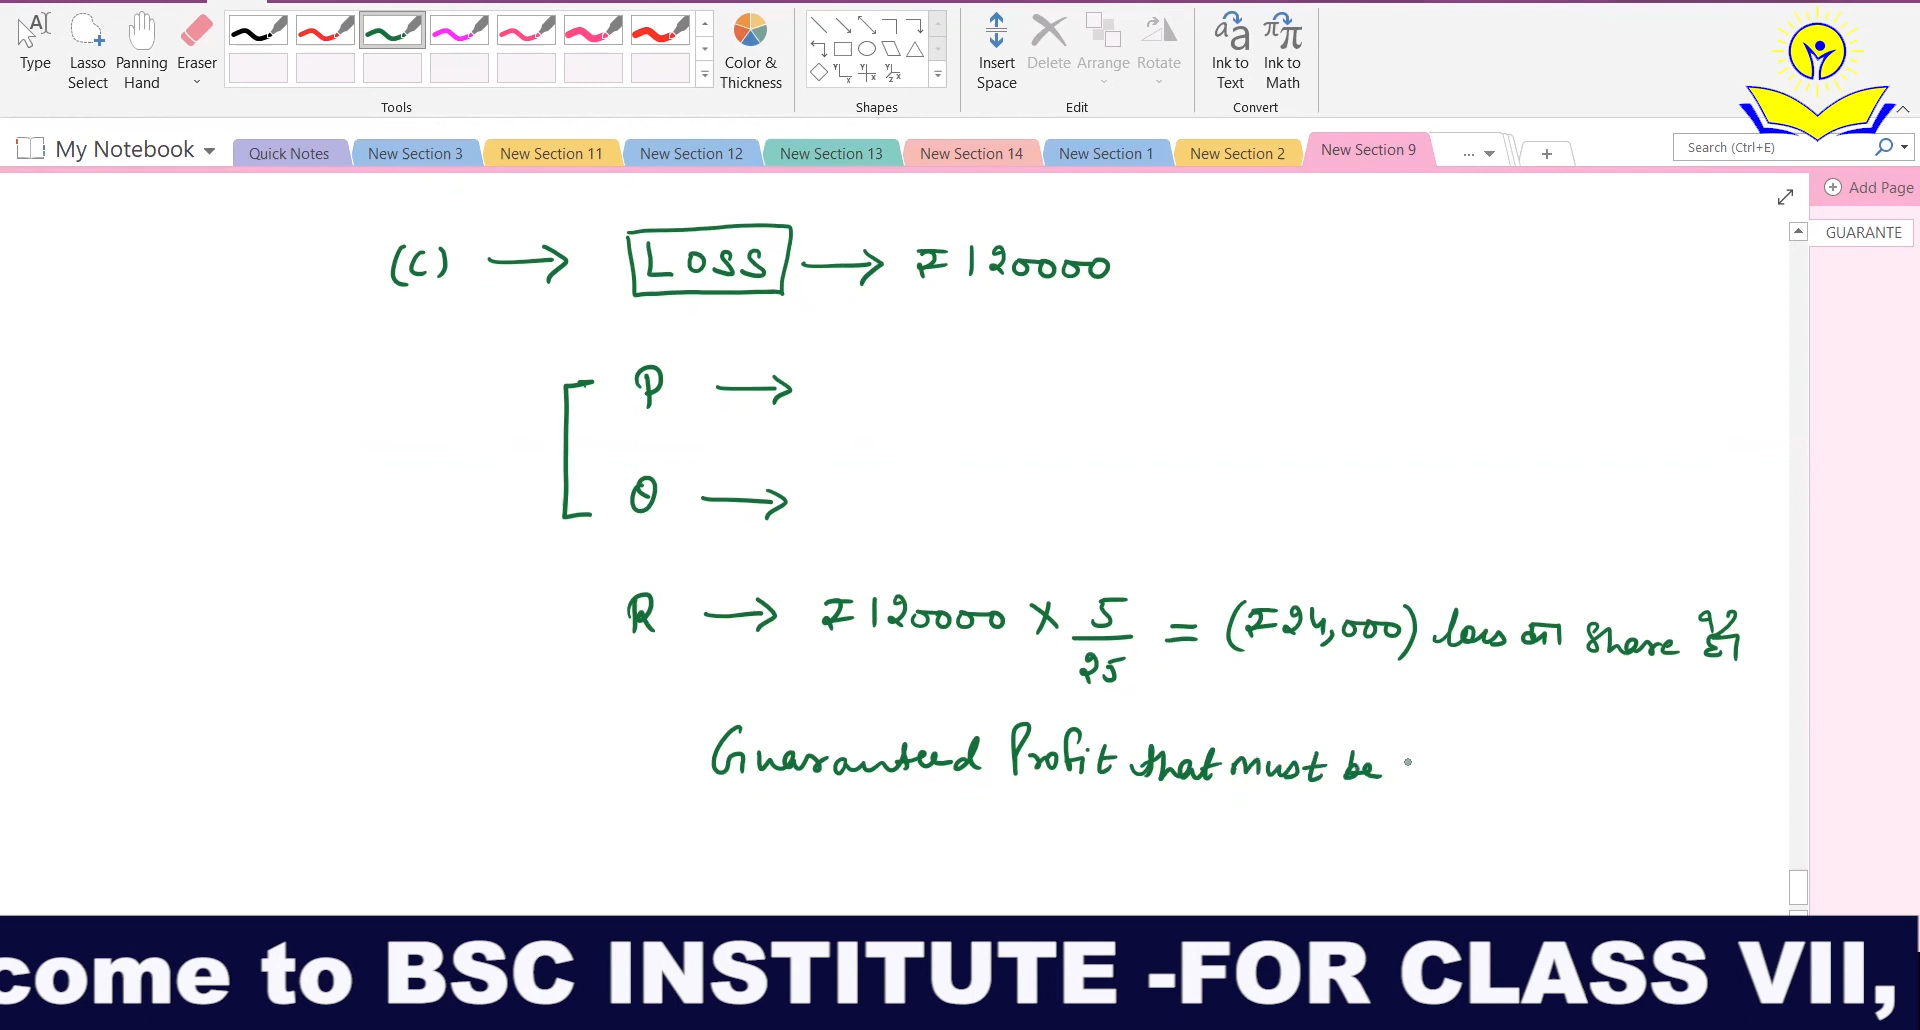 Type
Lasso Select
Panning Hand
Eraser
Color & Thickness
Insert Space
Delete
Arrange
Rotate
Ink to Text
Ink to Math
Tools
Shapes
Edit
Convert
My Notebook
Quick Notes
New Section 3
New Section 11
New Section 12
New Section 13
New Section 14
New Section 1
New Section 2
New Section 9
...
Search (Ctrl+E)
Add Page
GUARANTE
(C) → LOSS → ₹120000
P →
Q →
R → ₹120000 × 5/25 = (₹24,000) loss का share है
Guaranteed Profit that must be
come to BSC INSTITUTE -FOR CLASS VII,